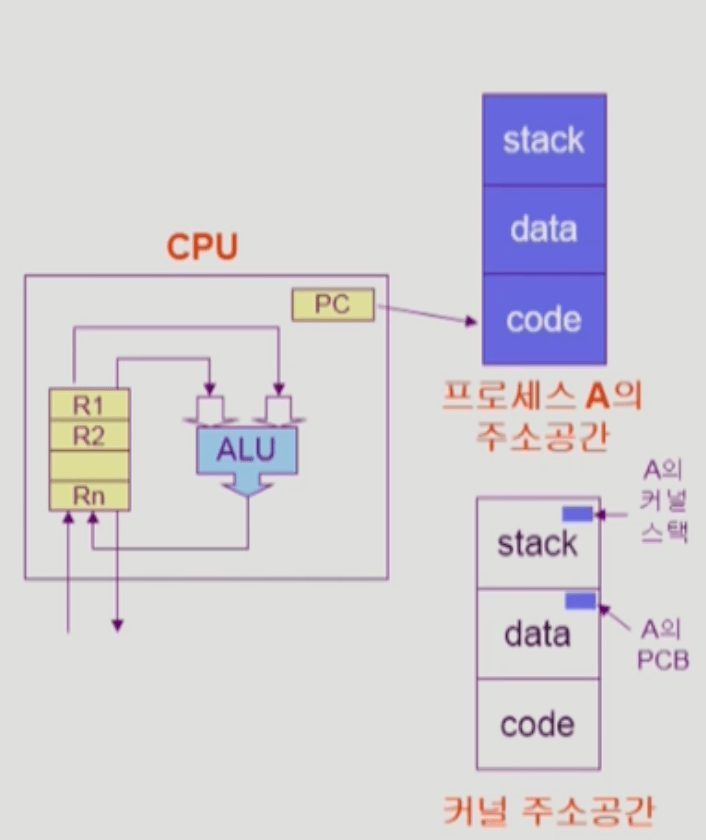 CPU
PC
R1
R2
Rn
ALU
stack
data
code
프로세스 A의
주소공간
stack
data
code
A의
커널
스택
A의
PCB
커널 주소공간